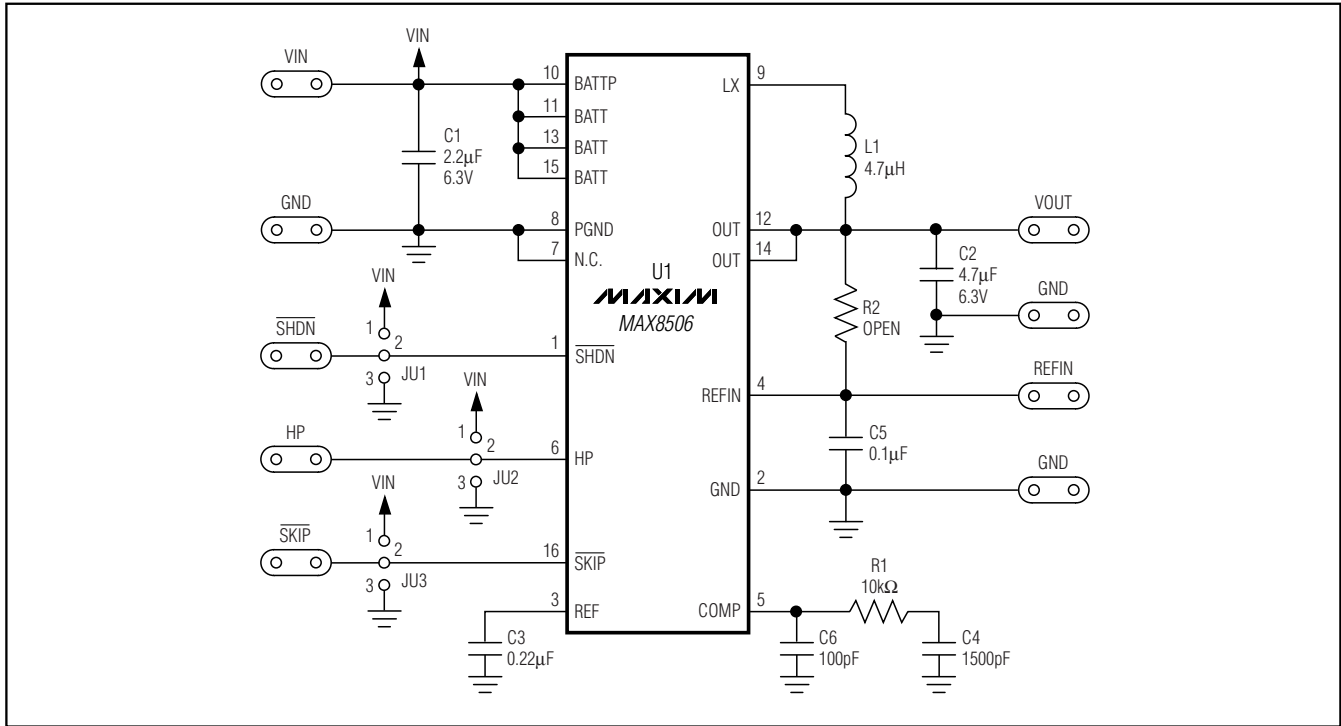 VIN
VIN
10
BATTP
11
BATT
13
BATT
15
BATT
C1
2.2µF
6.3V
GND
8
PGND
7
N.C.
VIN
SHDN
1
2
3
JU1
1
SHDN
VIN
HP
1
2
3
JU2
6
HP
VIN
SKIP
1
2
3
JU3
16
SKIP
3
REF
C3
0.22µF
U1
MAXIM
MAX8506
LX
9
L1
4.7µH
OUT
12
OUT
14
VOUT
C2
4.7µF
6.3V
GND
R2
OPEN
REFIN
4
REFIN
C5
0.1µF
GND
2
GND
COMP
5
R1
10kΩ
C6
100pF
C4
1500pF